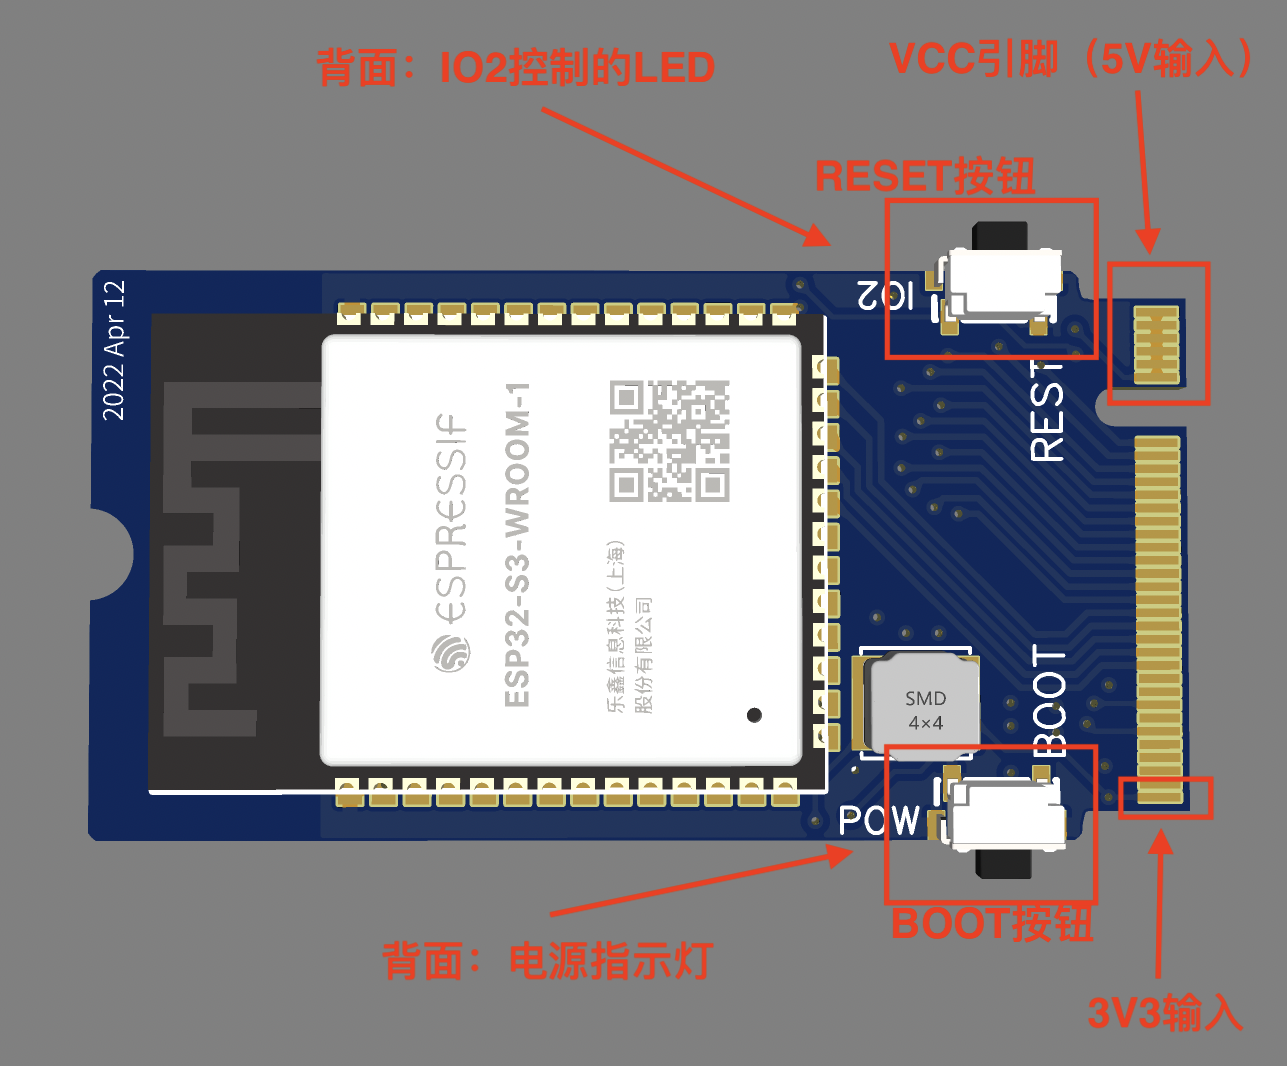 背面：IO2控制的LED
VCC引脚（5V输入）
RESET按钮
2022 Apr 12
IO2
REST
ESPRESSIF
ESP32-S3-WROOM-1
乐鑫信息科技(上海)
股份有限公司
SMD
4×4
BOOT
POW
BOOT按钮
背面：电源指示灯
3V3输入